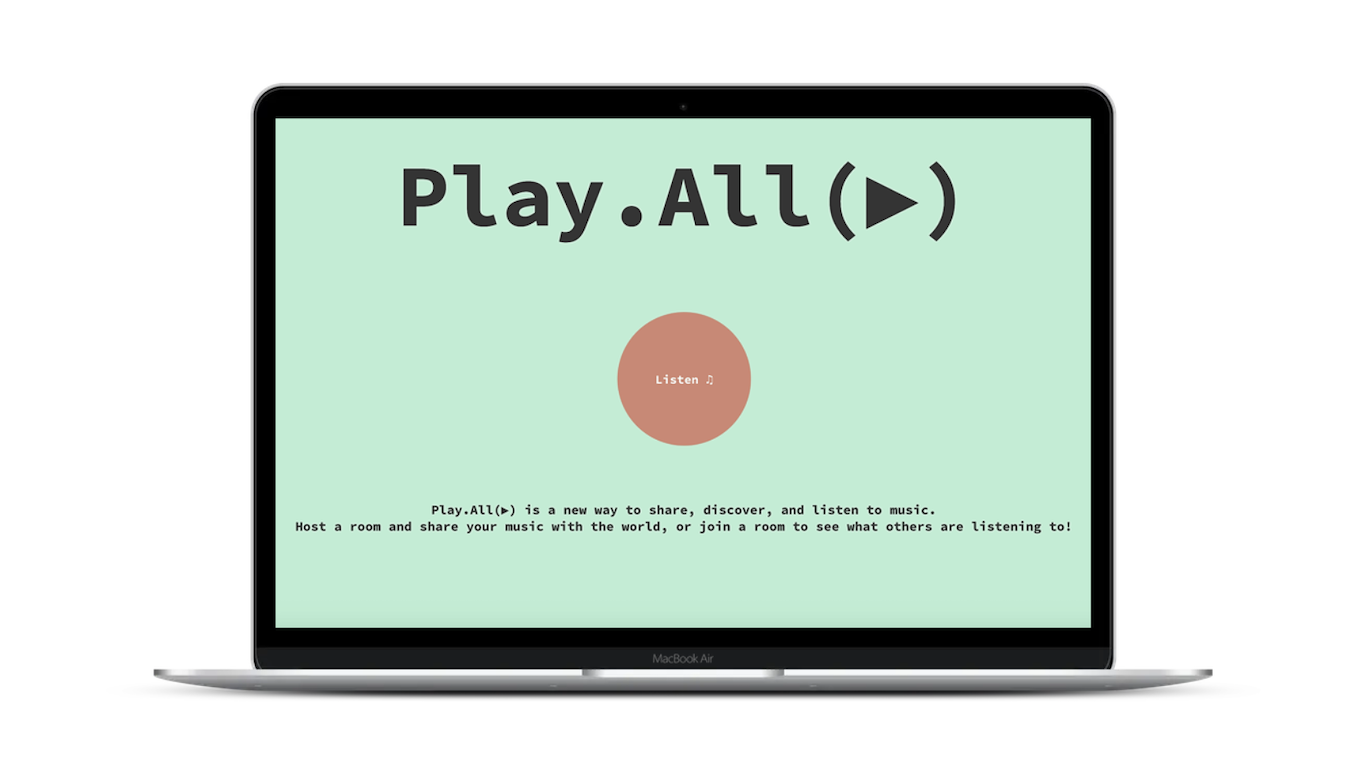 Play.All(▶)
Listen ♫
Play.All(▶) is a new way to share, discover, and listen to music.
Host a room and share your music with the world, or join a room to see what others are listening to!
MacBook Air